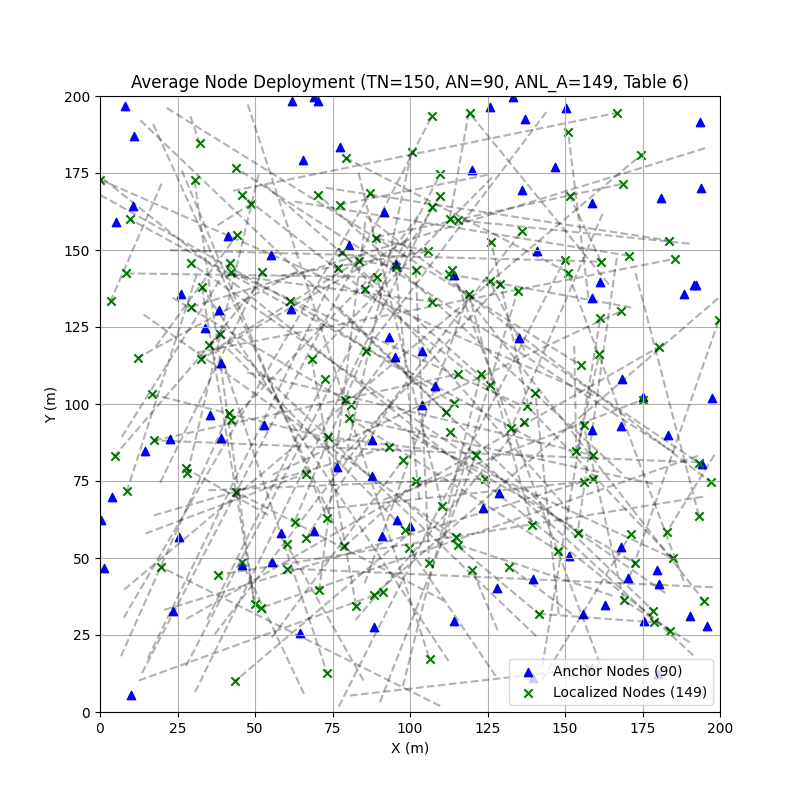 Average Node Deployment (TN=150, AN=90, ANL_A=149, Table 6)
200
175
150
125
100
75
50
25
0
Y (m)
0 25 50 75 100 125 150 175 200
X (m)
Anchor Nodes (90)
Localized Nodes (149)